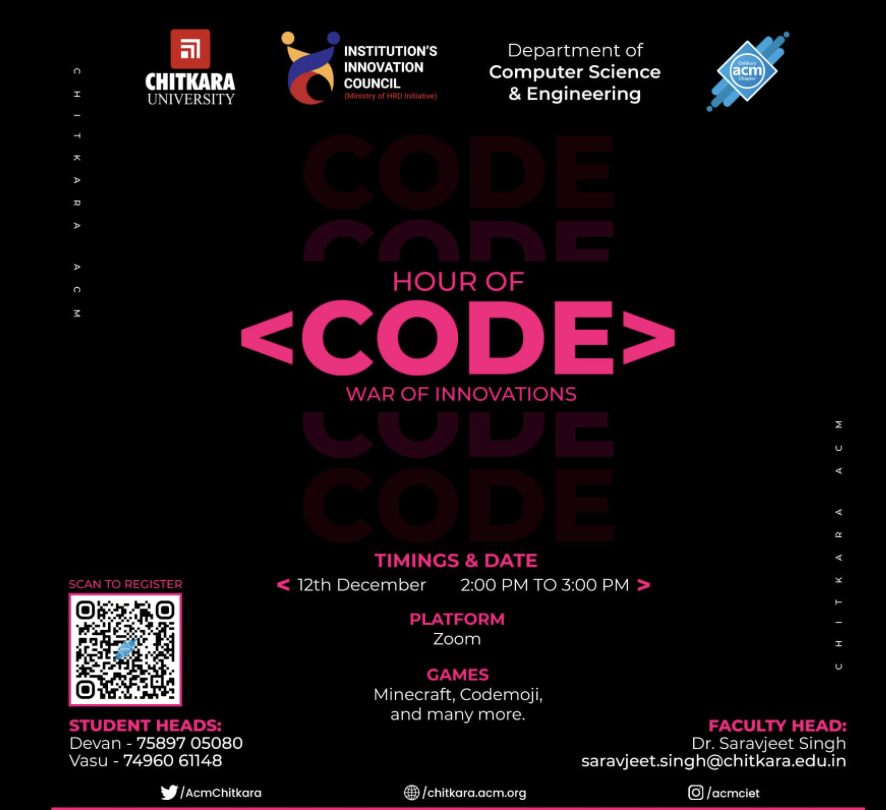 CHITKARA
UNIVERSITY
INSTITUTION'S
INNOVATION
COUNCIL
(Ministry of HRD Initiative)
Department of
Computer Science
& Engineering
Chitkara
acm
Chapter
CHITKARA ACM
CODE
CODE
HOUR OF
<CODE>
WAR OF INNOVATIONS
CODE
CODE
CHITKARA ACM
TIMINGS & DATE
< 12th December 2:00 PM TO 3:00 PM >
PLATFORM
Zoom
GAMES
Minecraft, Codemoji,
and many more.
SCAN TO REGISTER
STUDENT HEADS:
Devan - 75897 05080
Vasu - 74960 61148
FACULTY HEAD:
Dr. Saravjeet Singh
saravjeet.singh@chitkara.edu.in
/AcmChitkara
/chitkara.acm.org
/acmciet